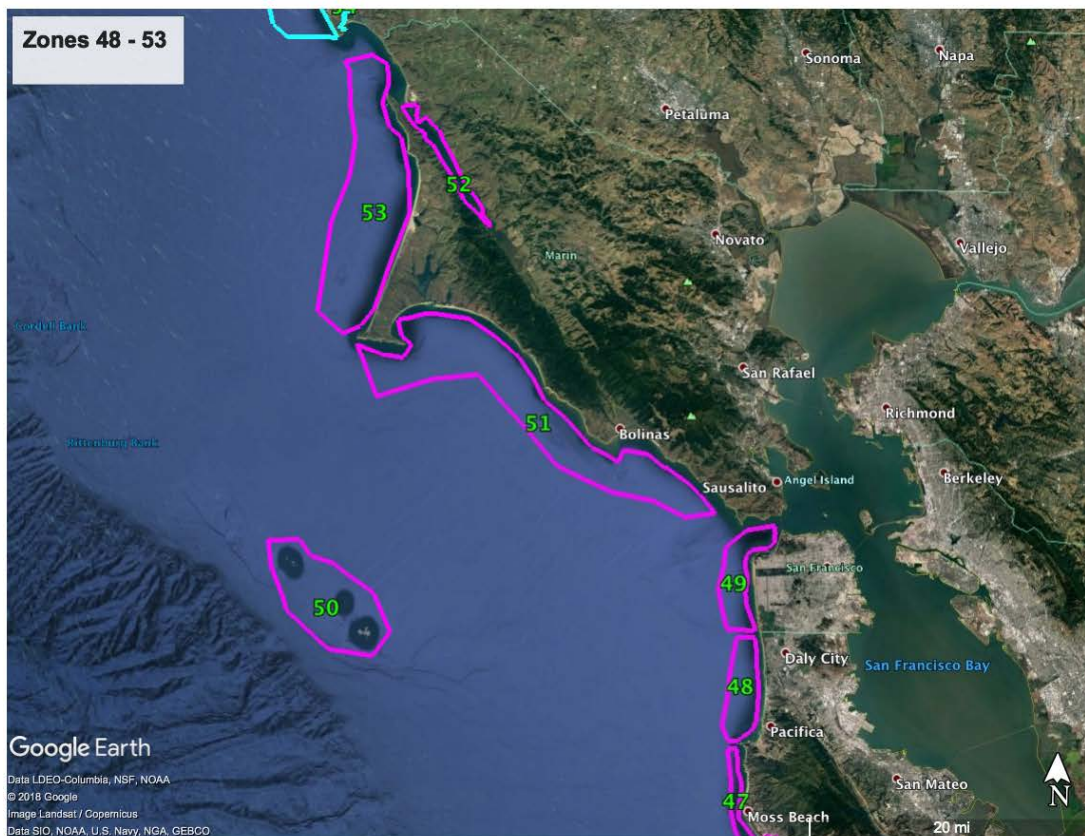 Zones 48 - 53
54
Sonoma
Napa
Petaluma
52
53
Novato
Vallejo
Marin
Cordell Bank
San Rafael
Richmond
51
Bolinas
Rittenburg Bank
Berkeley
Sausalito
Angel Island
San Francisco
49
50
Daly City
San Francisco Bay
48
Pacifica
Google Earth
Data LDEO-Columbia, NSF, NOAA
© 2018 Google
Image Landsat / Copernicus
Data SIO, NOAA, U.S. Navy, NGA, GEBCO
San Mateo
N
47
Moss Beach
20 mi